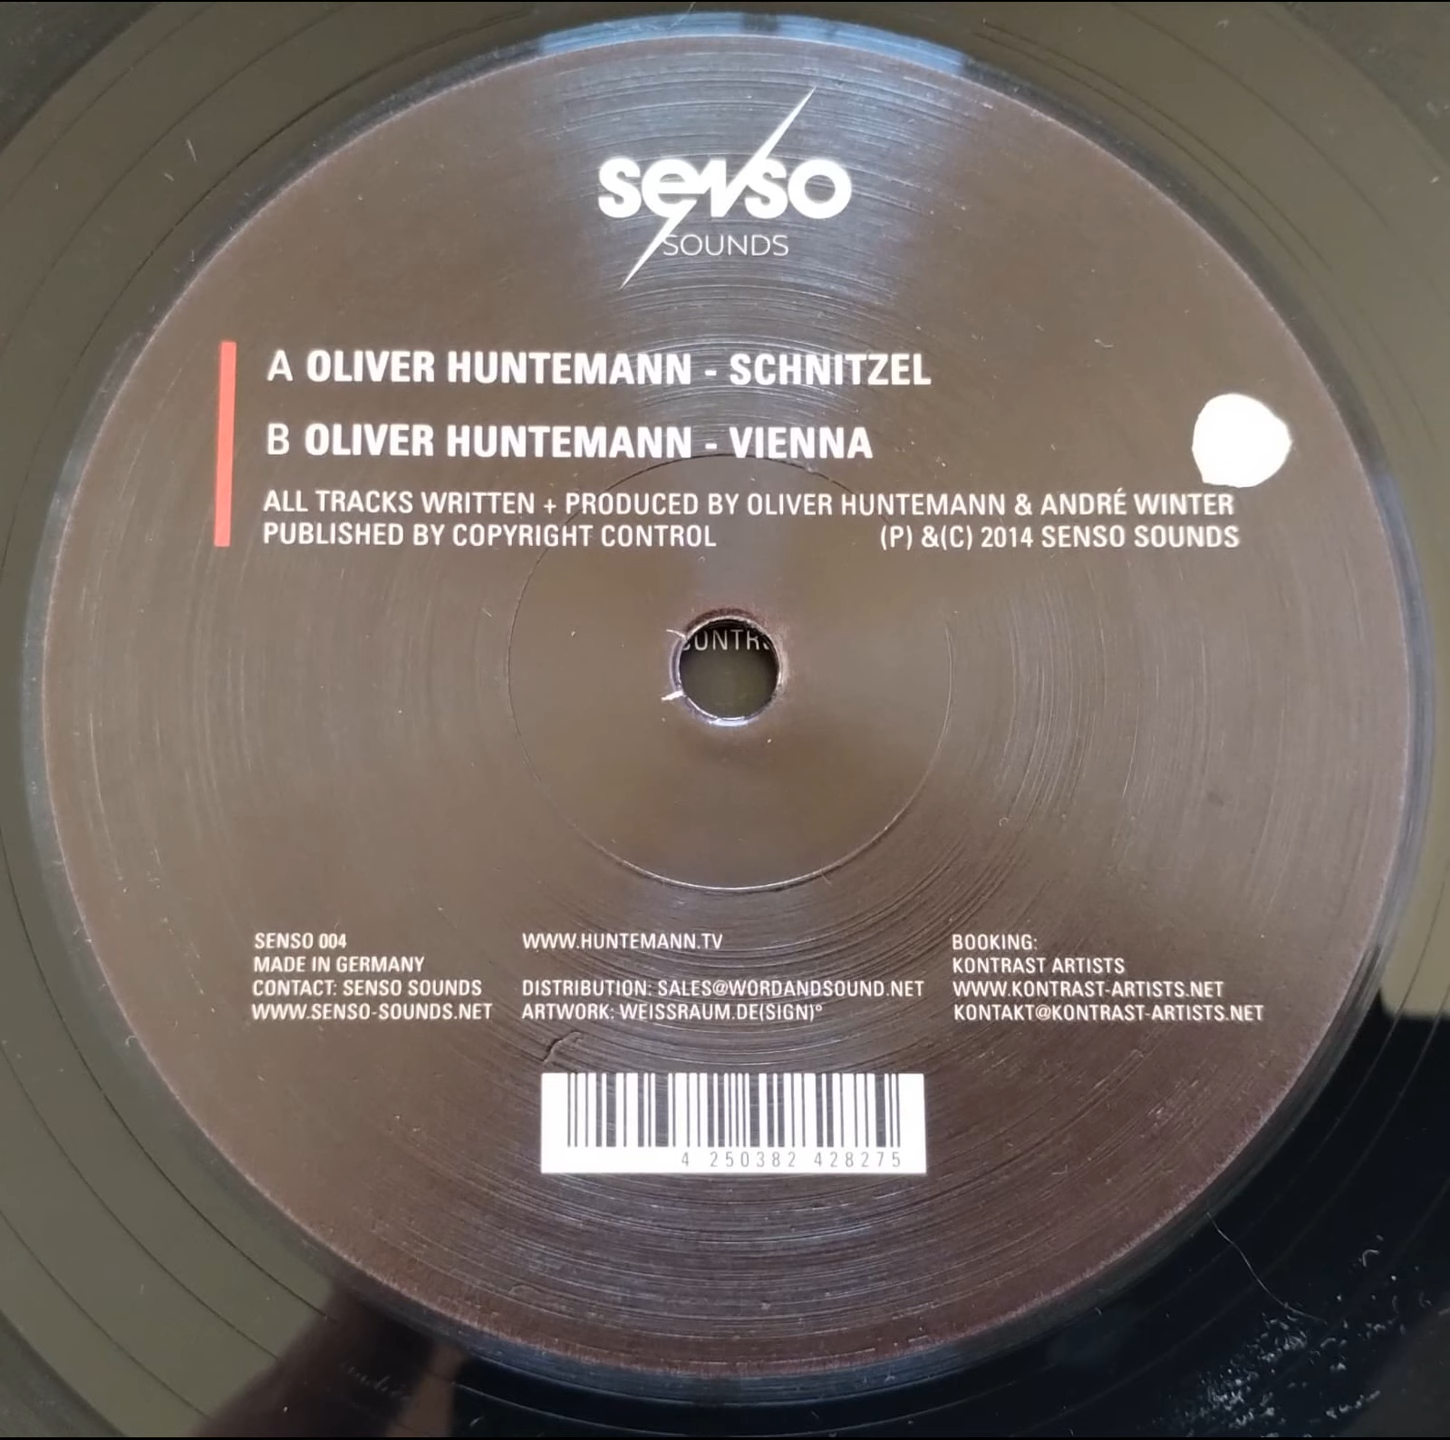 senso
SOUNDS
A OLIVER HUNTEMANN - SCHNITZEL
B OLIVER HUNTEMANN - VIENNA
ALL TRACKS WRITTEN + PRODUCED BY OLIVER HUNTEMANN & ANDRÉ WINTER
PUBLISHED BY COPYRIGHT CONTROL (P) &(C) 2014 SENSO SOUNDS
SENSO 004
MADE IN GERMANY
CONTACT: SENSO SOUNDS
WWW.SENSO-SOUNDS.NET
WWW.HUNTEMANN.TV
DISTRIBUTION: SALES@WORDANDSOUND.NET
ARTWORK: WEISSRAUM.DE(SIGN)°
BOOKING:
KONTRAST ARTISTS
WWW.KONTRAST-ARTISTS.NET
KONTAKT@KONTRAST-ARTISTS.NET
4 250382 428275